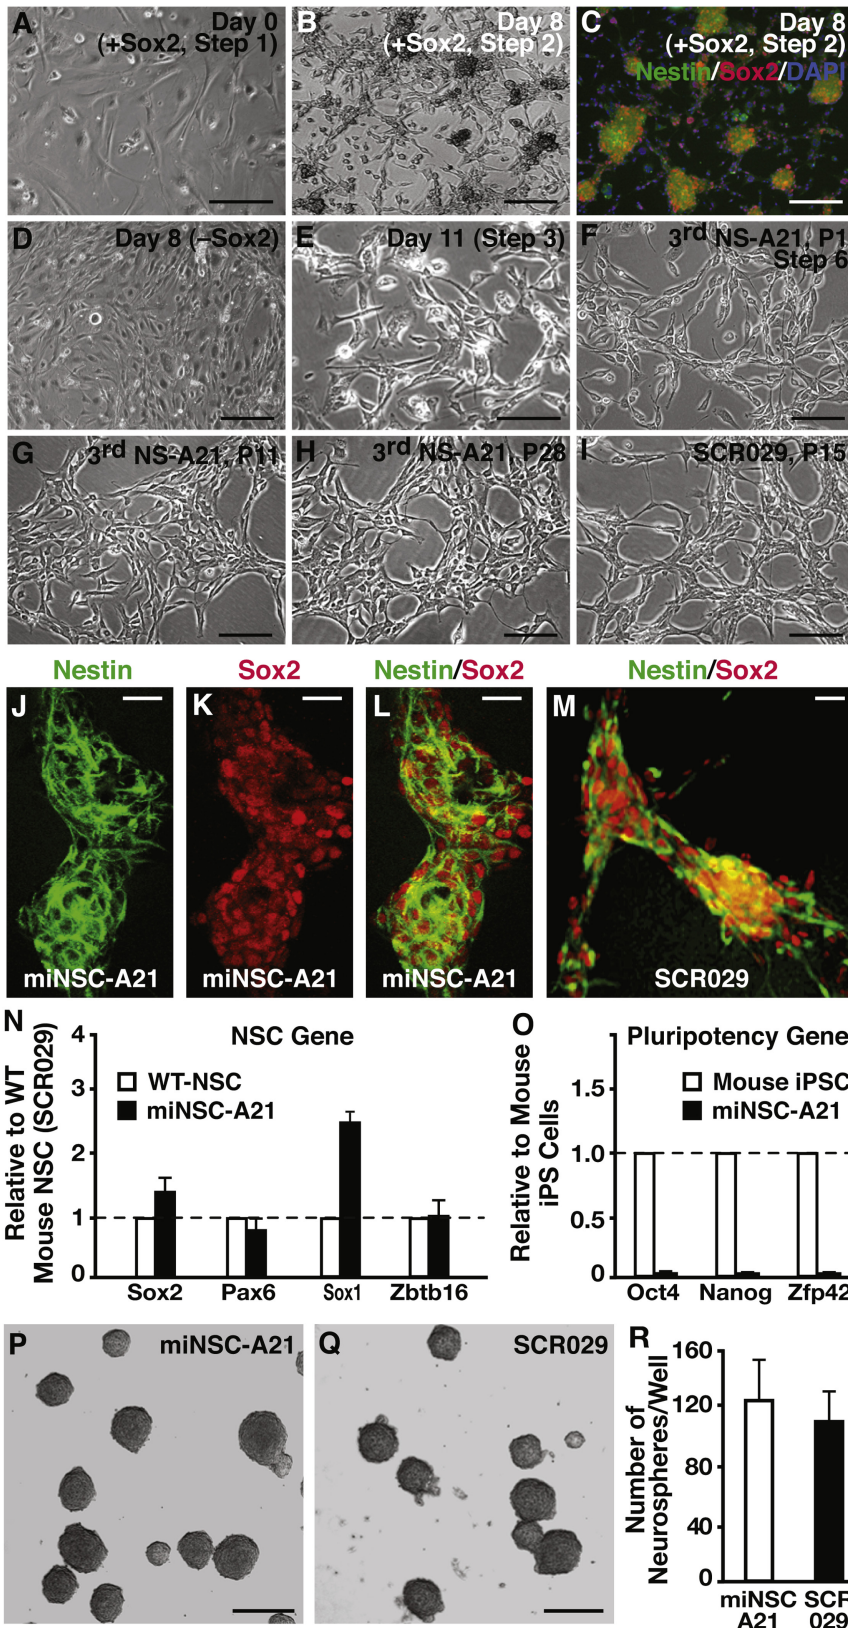 A
Day 0
(+Sox2, Step 1)
B
Day 8
(+Sox2, Step 2)
C
Day 8
(+Sox2, Step 2)
Nestin/Sox2/DAPI
D
Day 8 (–Sox2)
E
Day 11 (Step 3)
F
3rd NS-A21, P1
Step 6
G
3rd NS-A21, P11
H
3rd NS-A21, P28
I
SCR029, P15
Nestin
Sox2
Nestin/Sox2
Nestin/Sox2
J
miNSC-A21
K
miNSC-A21
L
miNSC-A21
M
SCR029
N
NSC Gene
Relative to WT
Mouse NSC (SCR029)
4
3
2
1
0
WT-NSC
miNSC-A21
Sox2
Pax6
Sox1
Zbtb16
O
Pluripotency Gene
Relative to Mouse
iPS Cells
1.5
1.0
0.5
0
Mouse iPSC
miNSC-A21
Oct4
Nanog
Zfp42
P
miNSC-A21
Q
SCR029
R
Number of
Neurospheres/Well
160
120
80
40
0
miNSC
A21
SCR
029